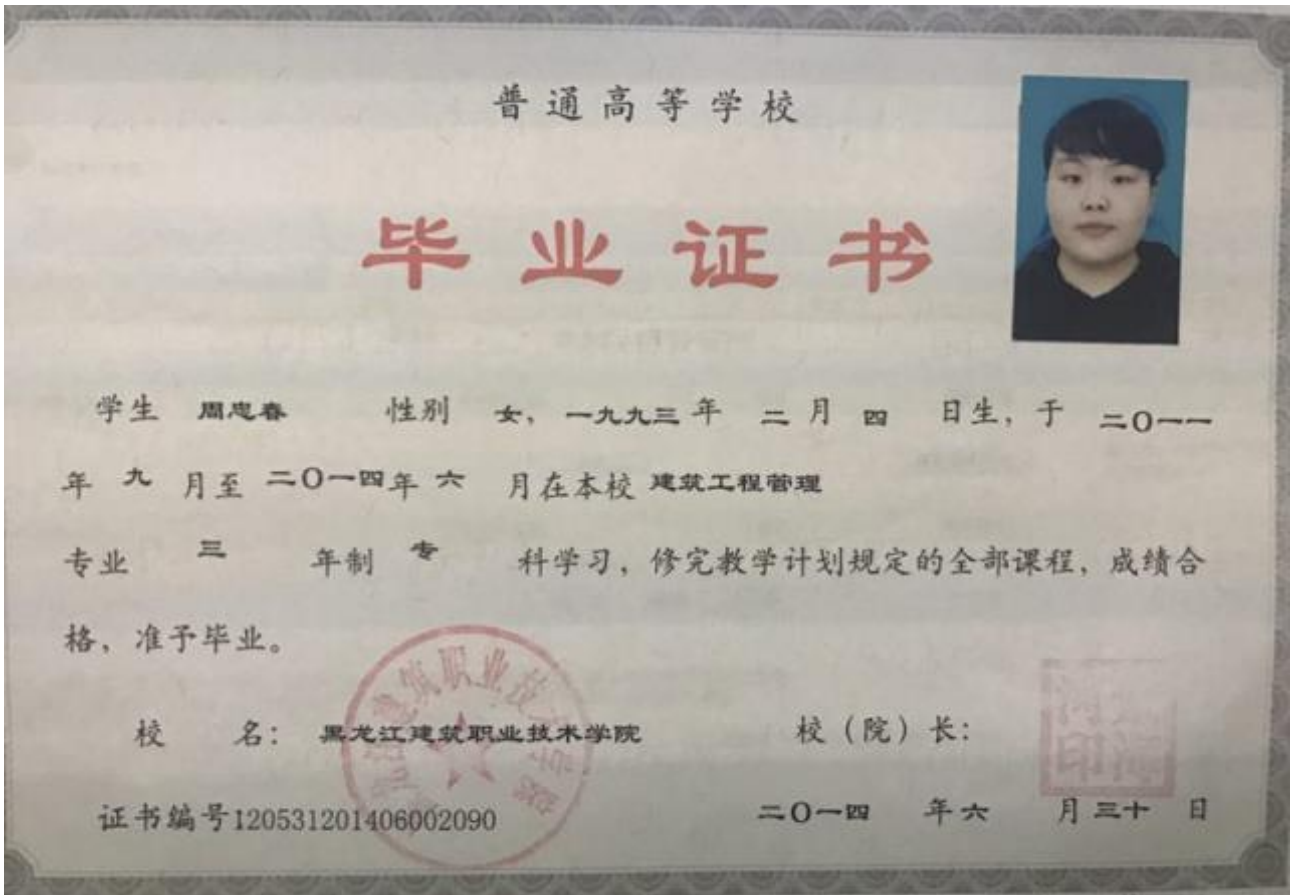 普通高等学校
毕业证书
学生 周忠春 性别 女，一九九三年 二月 四 日生，于 二〇一一
年 九 月至 二〇一四年 六 月在本校 建筑工程管理
专业 三 年制 专 科学习，修完教学计划规定的全部课程，成绩合
格，准予毕业。
校 名：黑龙江建筑职业技术学院 校（院）长：
证书编号120531201406002090 二〇一四 年六 月三十 日